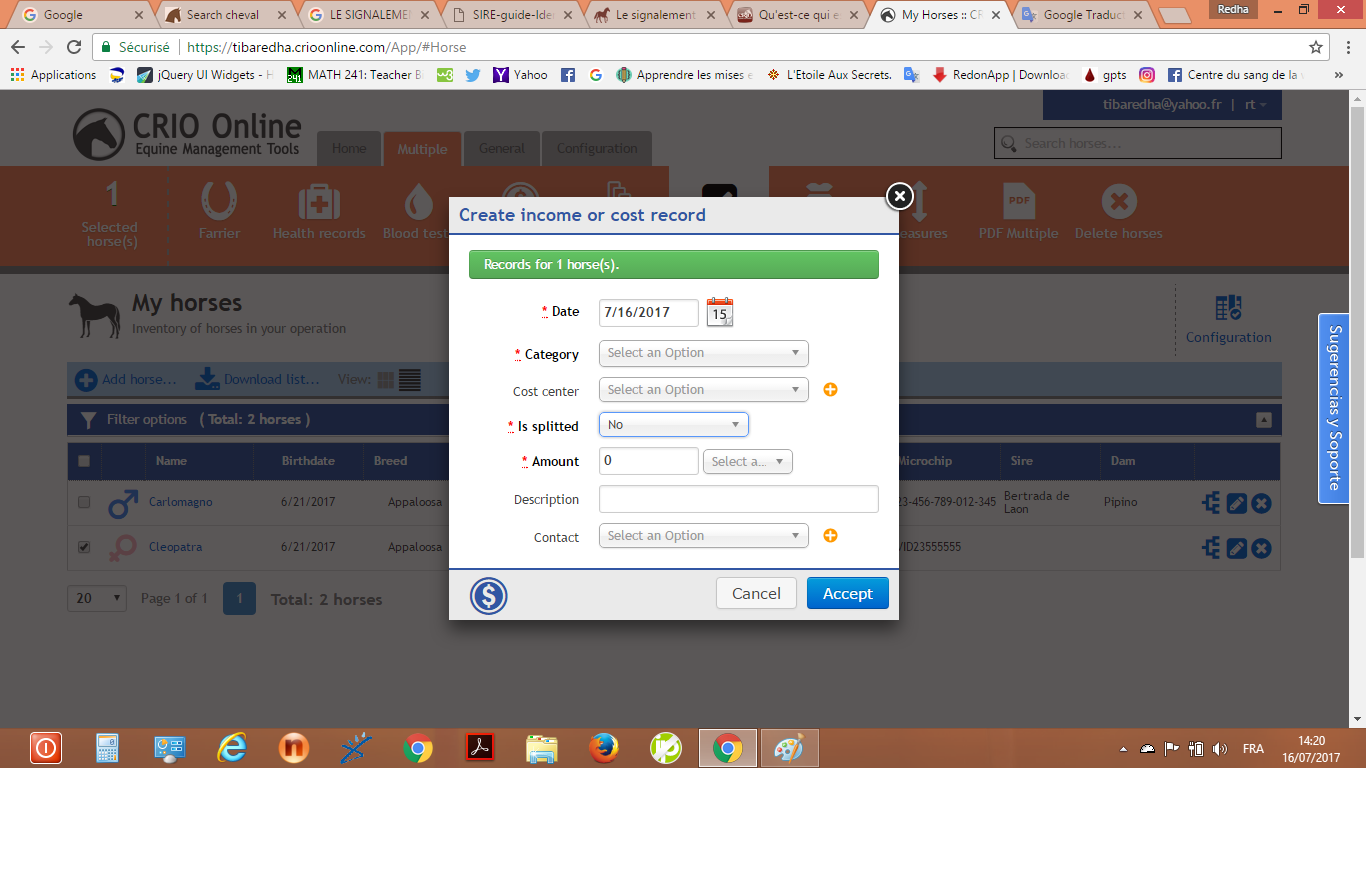 Google
Search cheval
LE SIGNALEMEN
SIRE-guide-Ide
Le signalement
Qu'est-ce qui e
My Horses :: CR
Google Traduct
Redha
Sécurisé
https://tibaredha.crioonline.com/App/#Horse
Applications
jQuery UI Widgets - H
MATH 241: Teacher B
Yahoo
Apprendre les mises e
L'Etoile Aux Secrets.
RedonApp | Downloa
gpts
Centre du sang de la
»
tibaredha@yahoo.fr | rt
CRIO Online
Equine Management Tools
Home
Multiple
General
Configuration
Search horses...
1
Selected
horse(s)
Farrier
Health records
Blood test
easures
PDF
PDF Multiple
Delete horses
My horses
Inventory of horses in your operation
Configuration
Add horse...
Download list...
View:
Filter options ( Total: 2 horses )
Name
Birthdate
Breed
Microchip
Sire
Dam
Carlomagno
6/21/2017
Appaloosa
23-456-789-012-345
Bertrada de
Laon
Pipino
Cleopatra
6/21/2017
Appaloosa
VID23555555
20
Page 1 of 1
1
Total: 2 horses
Create income or cost record
Records for 1 horse(s).
* Date
7/16/2017
15
* Category
Select an Option
Cost center
Select an Option
* Is splitted
No
* Amount
0
Select a...
Description
Contact
Select an Option
$
Cancel
Accept
Sugerencias y Soporte
FRA
14:20
16/07/2017